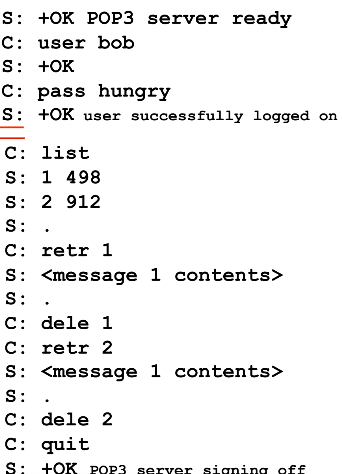 S: +OK POP3 server ready
C: user bob
S: +OK
C: pass hungry
S: +OK user successfully logged on
C: list
S: 1 498
S: 2 912
S: .
C: retr 1
S: <message 1 contents>
S: .
C: dele 1
C: retr 2
S: <message 1 contents>
S: .
C: dele 2
C: quit
S: +OK POP3 server signing off